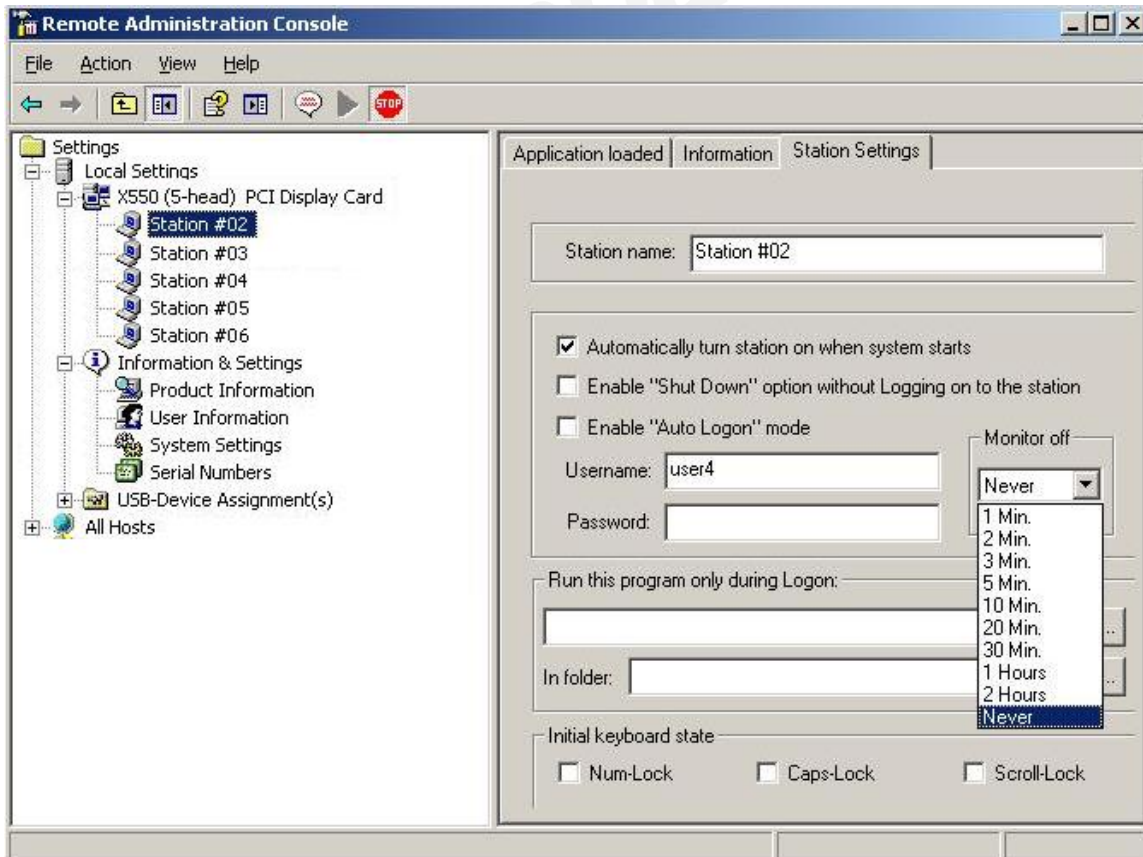 Remote Administration Console
File Action View Help
STOP
Settings
Local Settings
X550 (5-head) PCI Display Card
Station #02
Station #03
Station #04
Station #05
Station #06
Information & Settings
Product Information
User Information
System Settings
Serial Numbers
USB-Device Assignment(s)
All Hosts
Application loaded Information Station Settings
Station name: Station #02
Automatically turn station on when system starts
Enable "Shut Down" option without Logging on to the station
Enable "Auto Logon" mode
Username: user4
Password:
Monitor off
Never
1 Min.
2 Min.
3 Min.
5 Min.
10 Min.
20 Min.
30 Min.
1 Hours
2 Hours
Never
Run this program only during Logon:
..
In folder:
..
Initial keyboard state
Num-Lock Caps-Lock Scroll-Lock